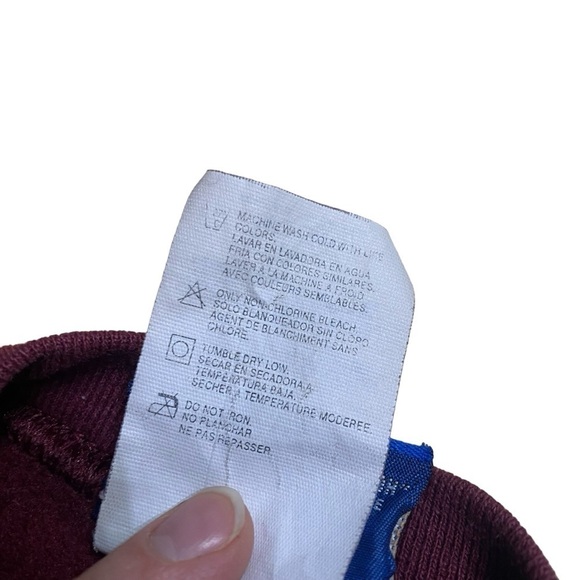 MACHINE WASH COLD WITH LIKE
COLORS.
LAVAR EN LAVADORA EN AGUA
FRIA CON COLORES SIMILARES.
LAVER A LA MACHINE A FROID
AVEC COULEURS SEMBLABLES.
ONLY NON-CHLORINE BLEACH.
SOLO BLANQUEADOR SIN CLORO
AGENT DE BLANCHIMENT SANS
CHLORE.
TUMBLE DRY LOW.
SECAR EN SECADORA A
TEMPERATURA BAJA.
SECHER A TEMPERATURE MODEREE.
DO NOT IRON.
NO PLANCHAR
NE PAS REPASSER.